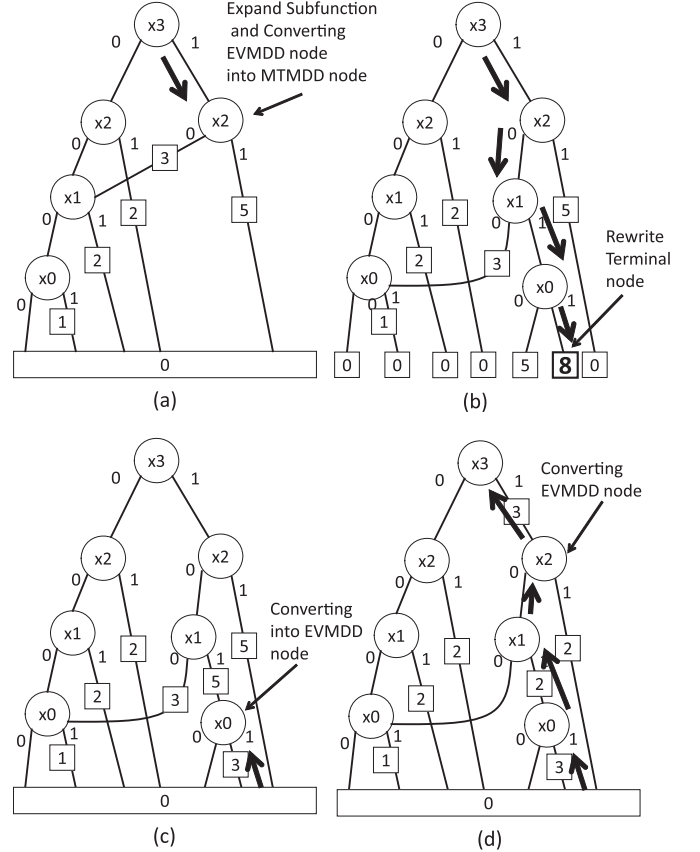 x3
Expand Subfunction
and Converting
EVMDD node
into MTMDD node
0 1
x2 x2
0 1 0 1
3
x1
0 1 2 5
x0 2
0 1
1
0
(a)
x3
0 1
x2 x2
0 1 0 1
x1 x1
0 1 2 0 1 5
Rewrite
Terminal
node
x0 2 3 x0
0 1 0 1
1
0 0 0 0 5 8 0
(b)
x3
0 1
x2 x2
0 1 0 1
Converting
into EVMDD
node
x1 x1
0 1 2 0 1 5
x0 2 3 5 x0
0 1 0 1
1 3
0
(c)
x3
Converting
EVMDD node
0 1
3
x2 x2
0 1 0 1
x1 x1
0 1 2 0 1 2
x0 2 2 x0
0 1 0 1
1 3
0
(d)